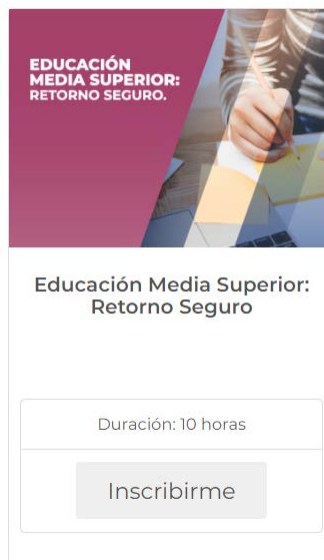 EDUCACIÓN
MEDIA SUPERIOR:
RETORNO SEGURO.
Educación Media Superior:
Retorno Seguro
Duración: 10 horas
Inscribirme